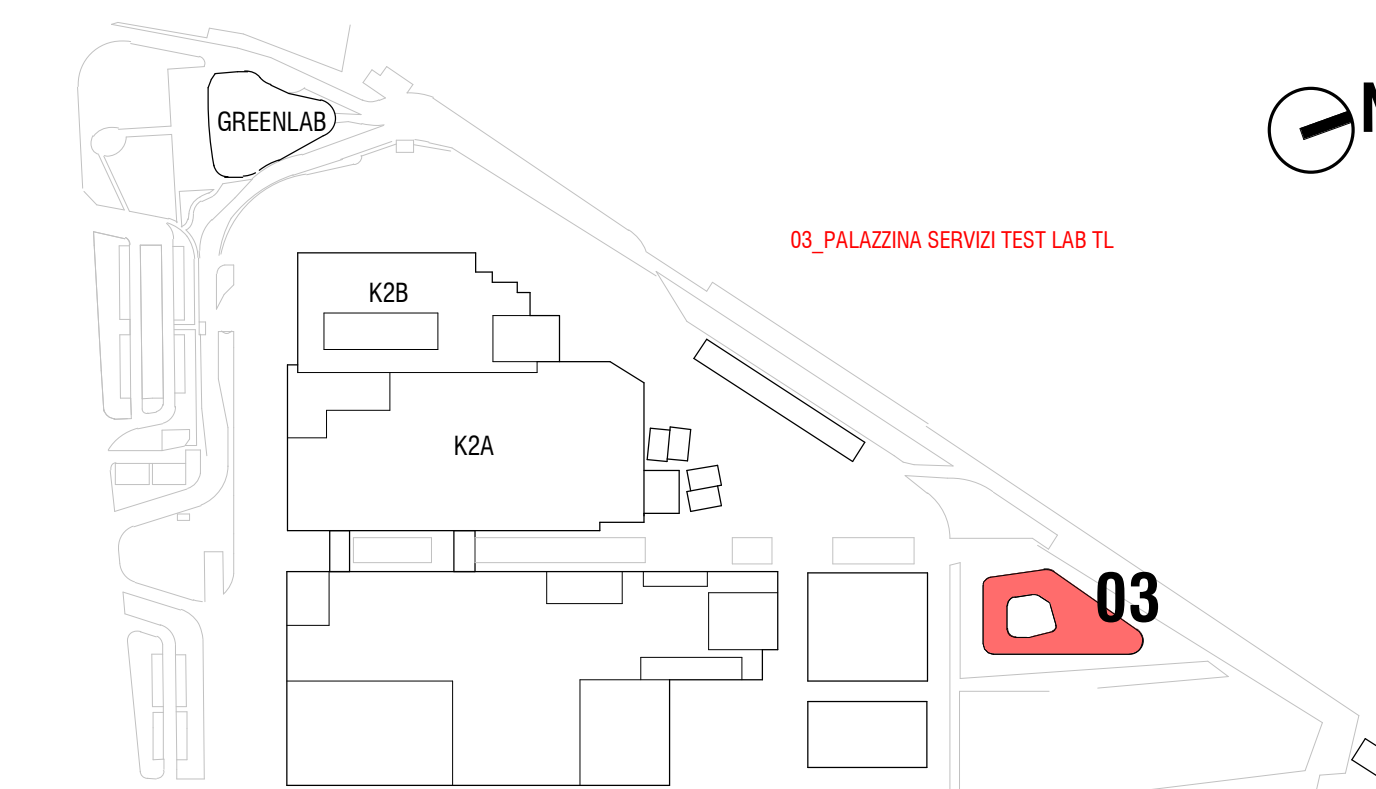 GREENLAB
N
03_PALAZZINA SERVIZI TEST LAB TL
K2B
K2A
03